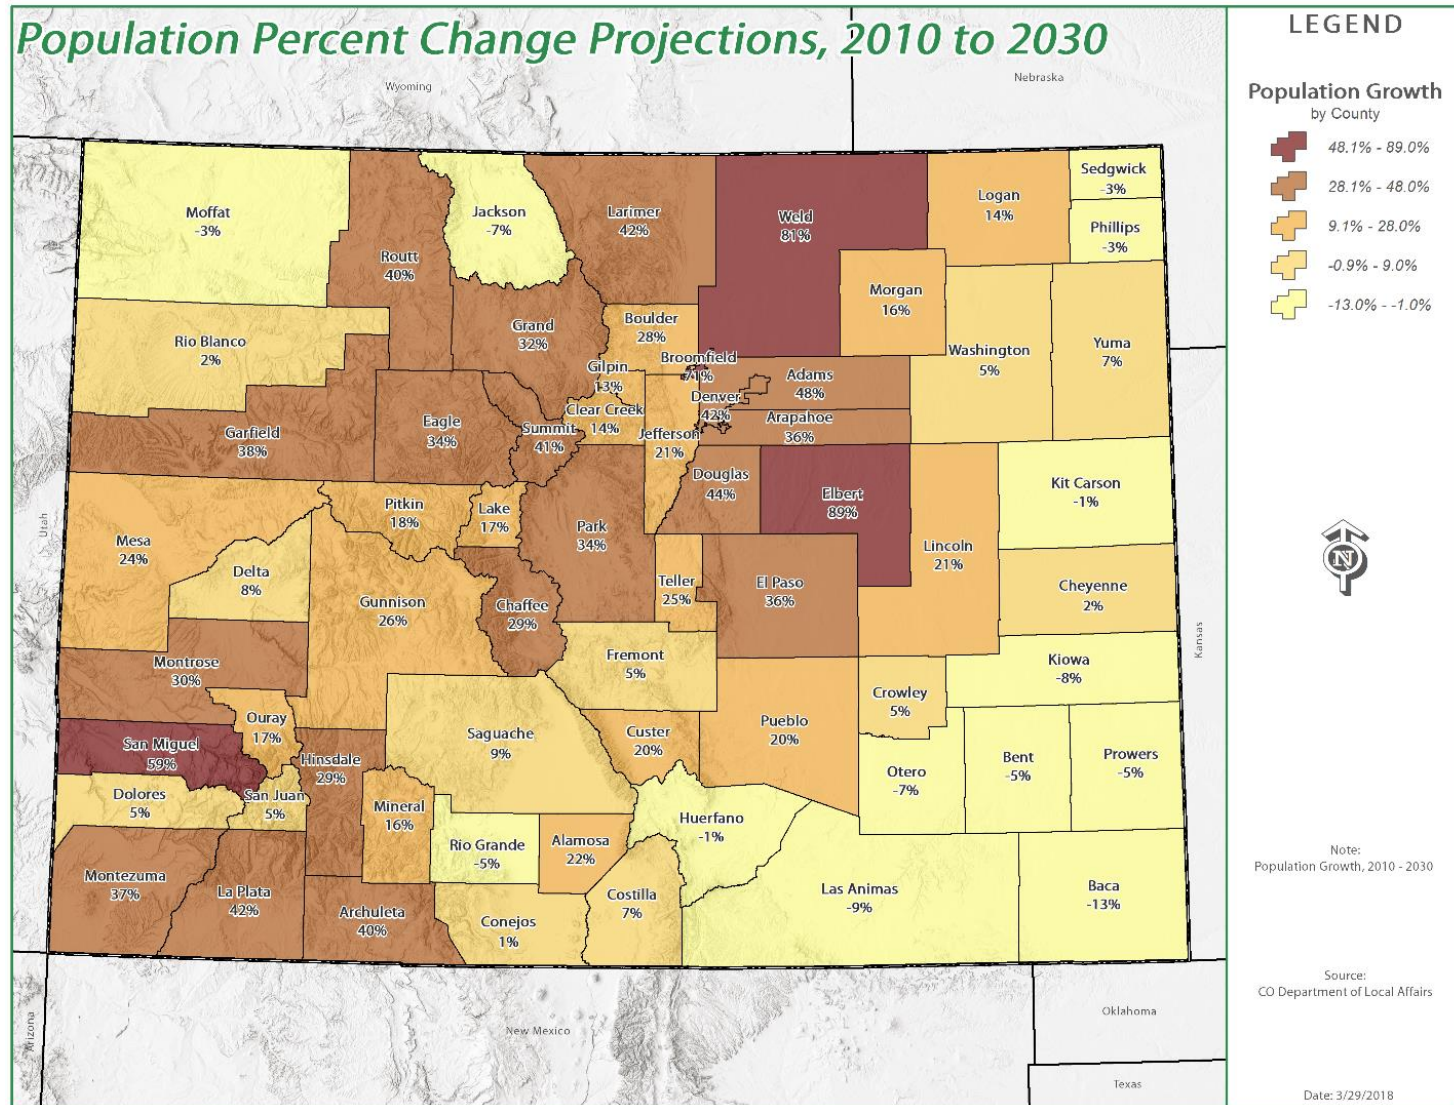 Population Percent Change Projections, 2010 to 2030
Wyoming
Nebraska
Moffat
-3%
Jackson
-7%
Larimer
42%
Weld
81%
Logan
14%
Sedgwick
-3%
Phillips
-3%
Routt
40%
Morgan
16%
Rio Blanco
2%
Grand
32%
Boulder
28%
Washington
5%
Yuma
7%
Broomfield
71%
Gilpin
13%
Adams
48%
Denver
42%
Clear Creek
14%
Arapahoe
36%
Eagle
34%
Summit
41%
Jefferson
21%
Garfield
38%
Douglas
44%
Elbert
89%
Kit Carson
-1%
Pitkin
18%
Lake
17%
Park
34%
Utah
Mesa
24%
Lincoln
21%
Delta
8%
Teller
25%
El Paso
36%
Cheyenne
2%
Gunnison
26%
Chaffee
29%
Kansas
Montrose
30%
Fremont
5%
Kiowa
-8%
Crowley
5%
Ouray
17%
Saguache
9%
Custer
20%
Pueblo
20%
San Miguel
59%
Hinsdale
29%
Otero
-7%
Bent
-5%
Prowers
-5%
Dolores
5%
San Juan
5%
Mineral
16%
Huerfano
-1%
Rio Grande
-5%
Alamosa
22%
Montezuma
37%
La Plata
42%
Archuleta
40%
Conejos
1%
Costilla
7%
Las Animas
-9%
Baca
-13%
Arizona
New Mexico
Oklahoma
Texas
LEGEND
Population Growth
by County
48.1% - 89.0%
28.1% - 48.0%
9.1% - 28.0%
-0.9% - 9.0%
-13.0% - -1.0%
N
Note:
Population Growth, 2010 - 2030
Source:
CO Department of Local Affairs
Date: 3/29/2018